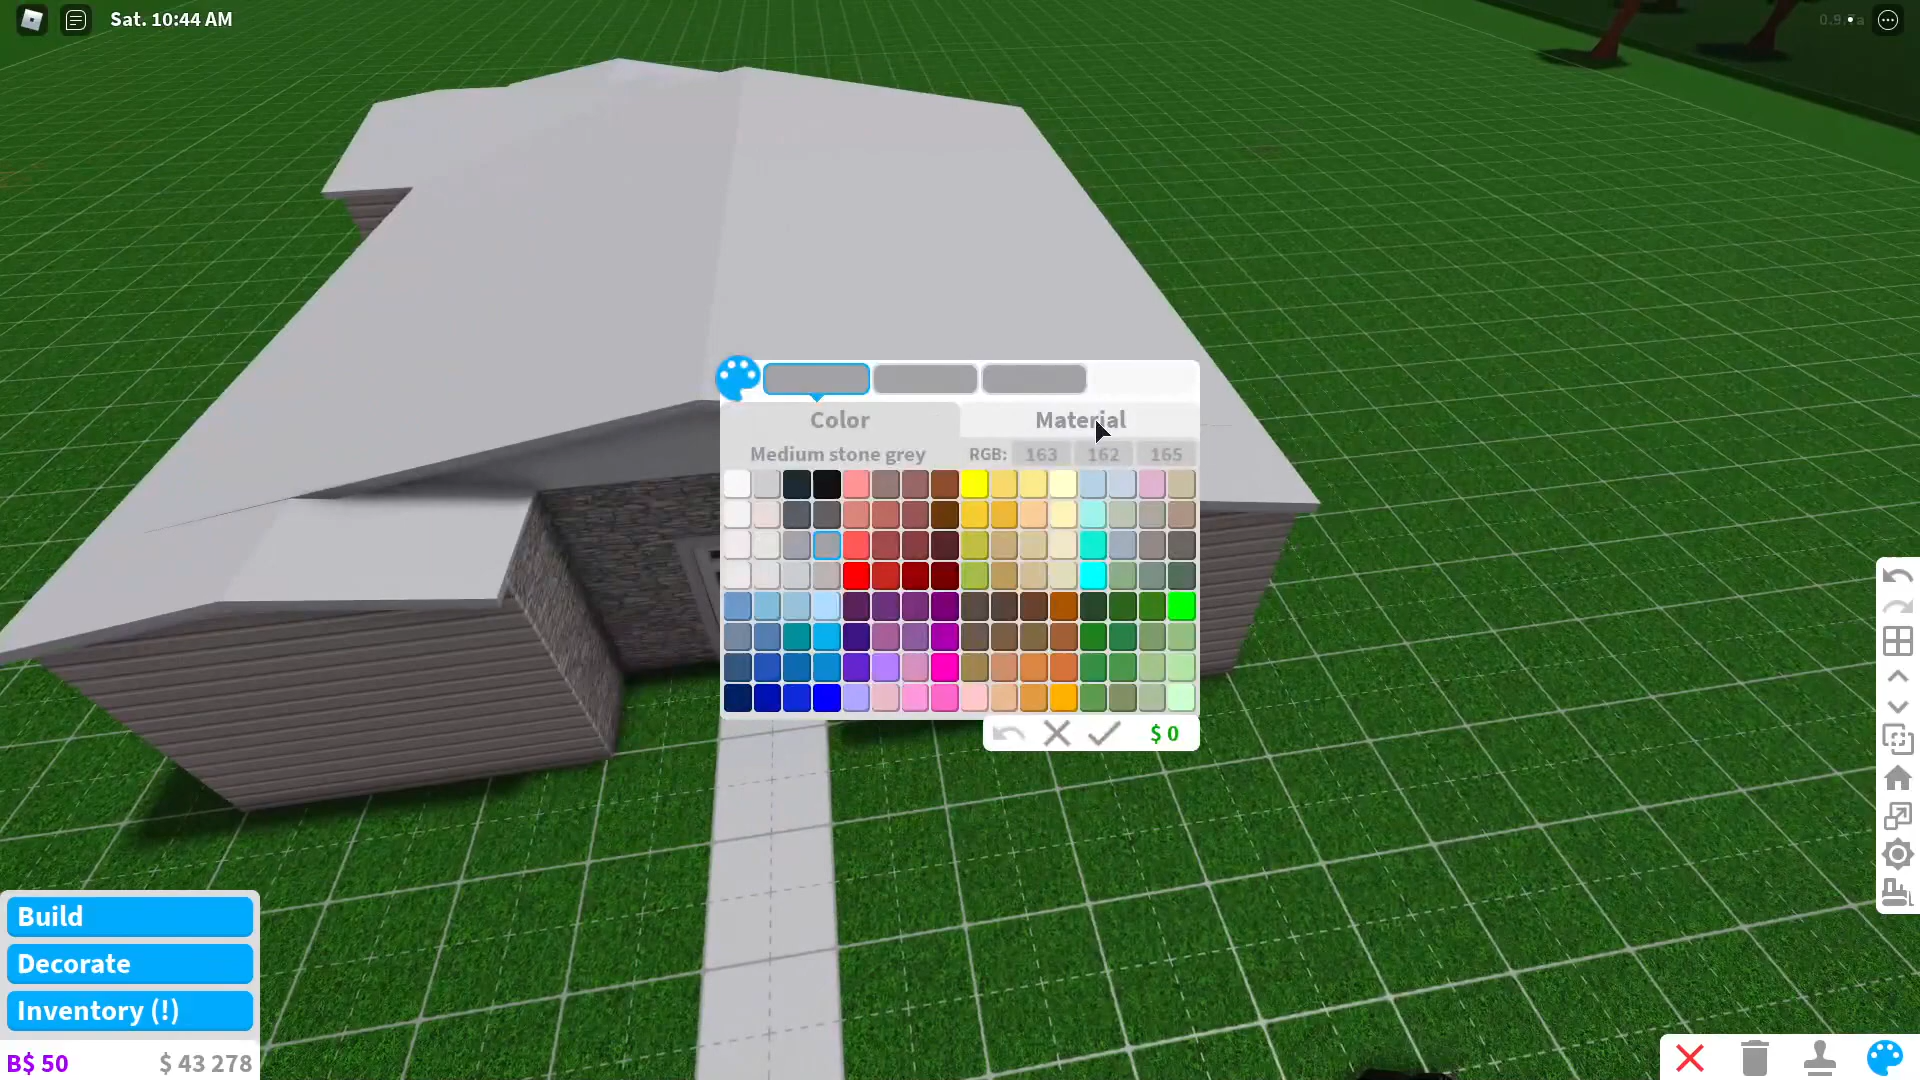 Sat. 10:44 AM
Color
Material
Medium stone grey
RGB: 163 162 165
$ 0
Build
Decorate
Inventory (!)
B$ 50
$ 43 278